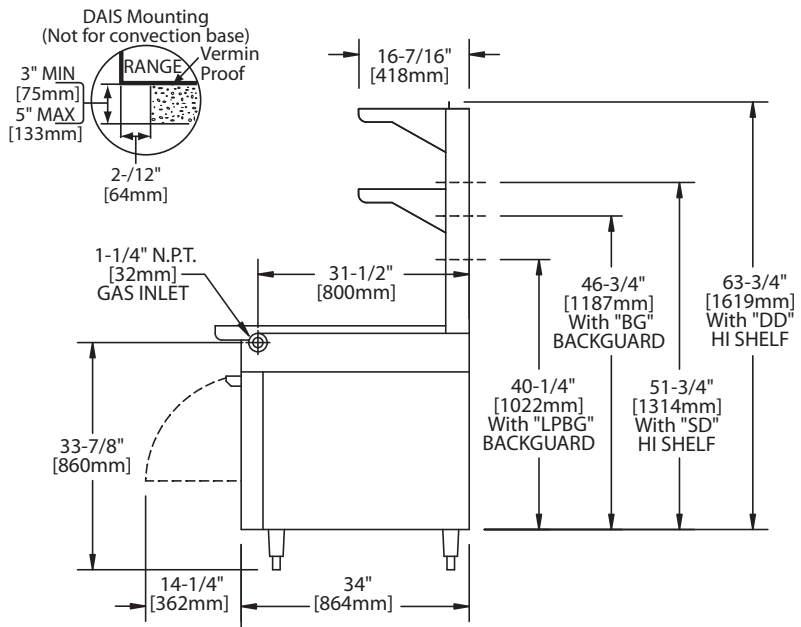 DAIS Mounting
(Not for convection base)
RANGE
Vermin
Proof
3" MIN
[75mm]
5" MAX
[133mm]
2-/12"
[64mm]
16-7/16"
[418mm]
1-1/4" N.P.T.
[32mm]
GAS INLET
31-1/2"
[800mm]
46-3/4"
[1187mm]
With "BG"
BACKGUARD
63-3/4"
[1619mm]
With "DD"
HI SHELF
40-1/4"
[1022mm]
With "LPBG"
BACKGUARD
51-3/4"
[1314mm]
With "SD"
HI SHELF
33-7/8"
[860mm]
14-1/4"
[362mm]
34"
[864mm]